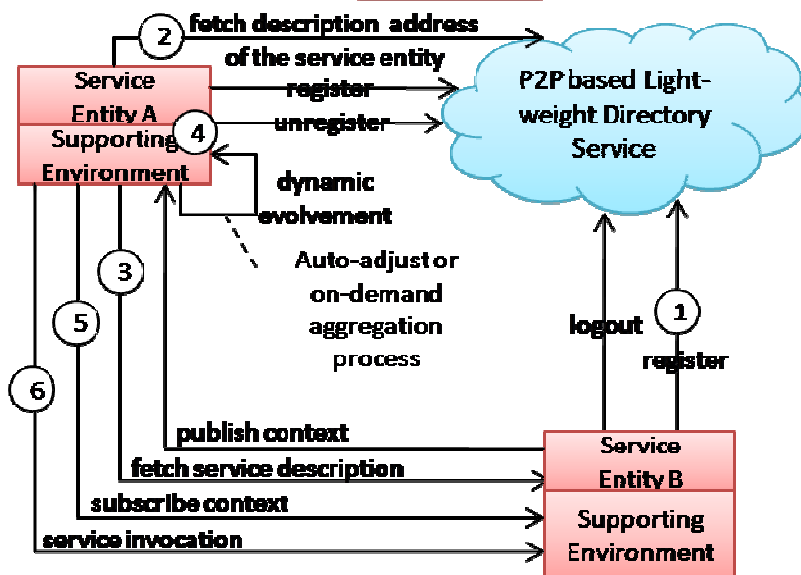 2
fetch description address
of the service entity
Service
Entity A
register
unregister
4
Supporting
Environment
P2P based Light-
weight Directory
Service
dynamic
evolvement
3
Auto-adjust or
on-demand
aggregation
process
5
6
logout
1
register
publish context
fetch service description
subscribe context
service invocation
Service
Entity B
Supporting
Environment